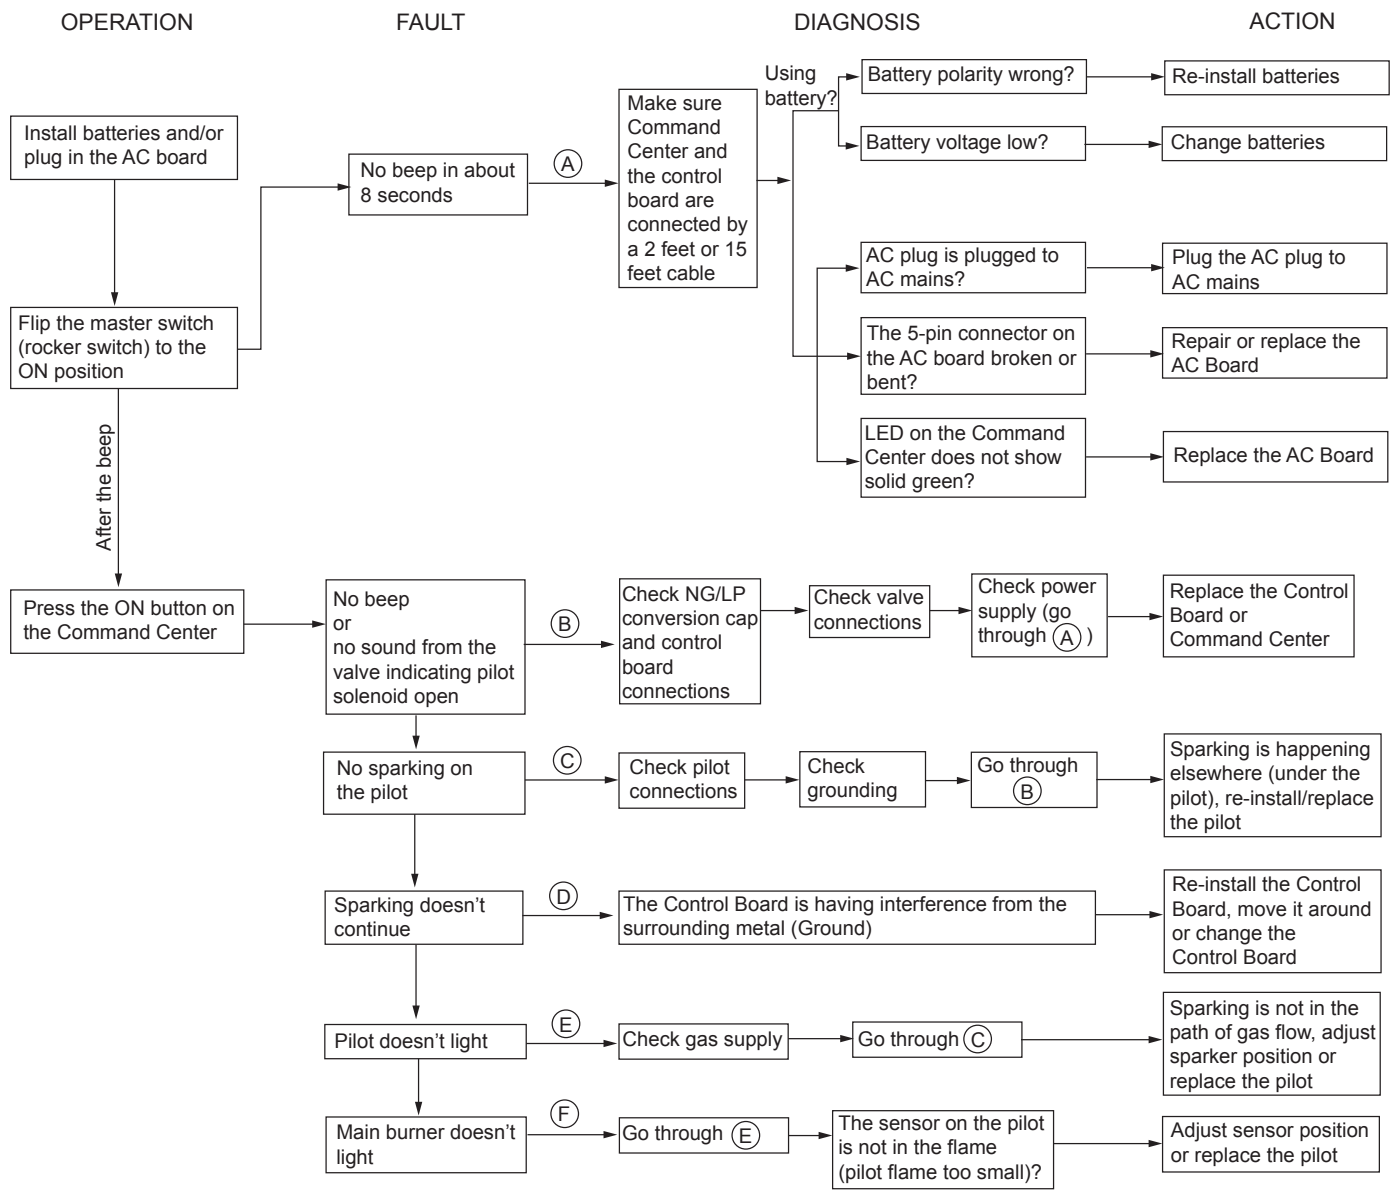 OPERATION
FAULT
DIAGNOSIS
ACTION
Install batteries and/or
plug in the AC board
Flip the master switch
(rocker switch) to the
ON position
After the beep
Press the ON button on
the Command Center
No beep in about
8 seconds
A
Make sure
Command
Center and
the control
board are
connected by
a 2 feet or 15
feet cable
Using
battery?
Battery polarity wrong?
Re-install batteries
Battery voltage low?
Change batteries
AC plug is plugged to
AC mains?
Plug the AC plug to
AC mains
The 5-pin connector on
the AC board broken or
bent?
Repair or replace the
AC Board
LED on the Command
Center does not show
solid green?
Replace the AC Board
No beep
or
no sound from the
valve indicating pilot
solenoid open
B
Check NG/LP
conversion cap
and control
board
connections
Check valve
connections
Check power
supply (go
through A )
Replace the Control
Board or
Command Center
No sparking on
the pilot
C
Check pilot
connections
Check
grounding
Go through
B
Sparking is happening
elsewhere (under the
pilot), re-install/replace
the pilot
Sparking doesn't
continue
D
The Control Board is having interference from the
surrounding metal (Ground)
Re-install the Control
Board, move it around
or change the
Control Board
Pilot doesn't light
E
Check gas supply
Go through C
Sparking is not in the
path of gas flow, adjust
sparker position or
replace the pilot
Main burner doesn't
light
F
Go through E
The sensor on the pilot
is not in the flame
(pilot flame too small)?
Adjust sensor position
or replace the pilot